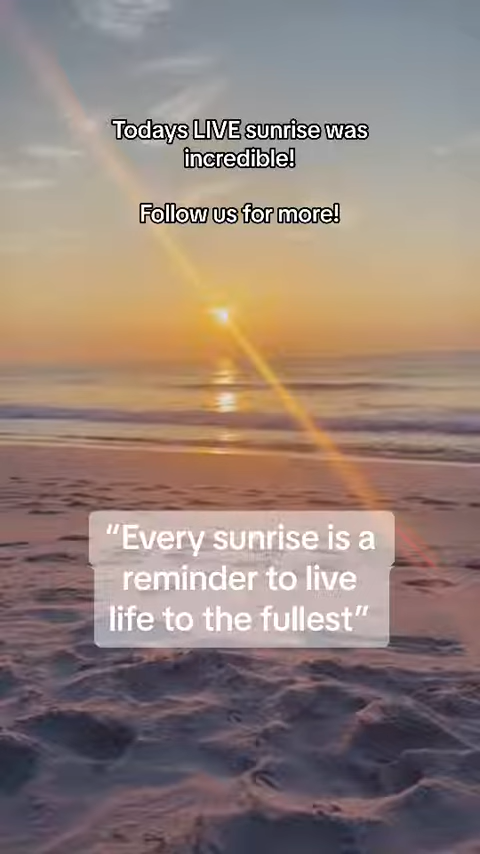 Todays LIVE sunrise was
incredible!
Follow us for more!
“Every sunrise is a
reminder to live
life to the fullest”